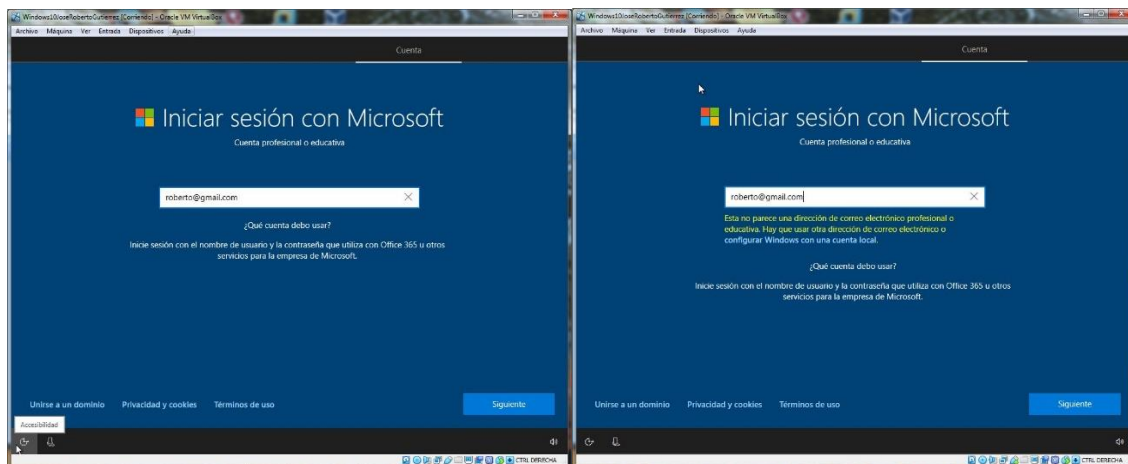 Windows10JoseRobertoGutierrez [Corriendo] - Oracle VM VirtualBox
Archivo Máquina Ver Entrada Dispositivos Ayuda
Cuenta
Iniciar sesión con Microsoft
Cuenta profesional o educativa
roberto@gmail.com
¿Qué cuenta debo usar?
Inicie sesión con el nombre de usuario y la contraseña que utiliza con Office 365 u otros
servicios para la empresa de Microsoft.
Unirse a un dominio Privacidad y cookies Términos de uso
Siguiente
Accesibilidad
CTRL DERECHA
Windows10JoseRobertoGutierrez [Corriendo] - Oracle VM VirtualBox
Archivo Máquina Ver Entrada Dispositivos Ayuda
Cuenta
Iniciar sesión con Microsoft
Cuenta profesional o educativa
roberto@gmail.com
Esta no parece una dirección de correo electrónico profesional o
educativa. Hay que usar otra dirección de correo electrónico o
configurar Windows con una cuenta local.
¿Qué cuenta debo usar?
Inicie sesión con el nombre de usuario y la contraseña que utiliza con Office 365 u otros
servicios para la empresa de Microsoft.
Unirse a un dominio Privacidad y cookies Términos de uso
Siguiente
CTRL DERECHA